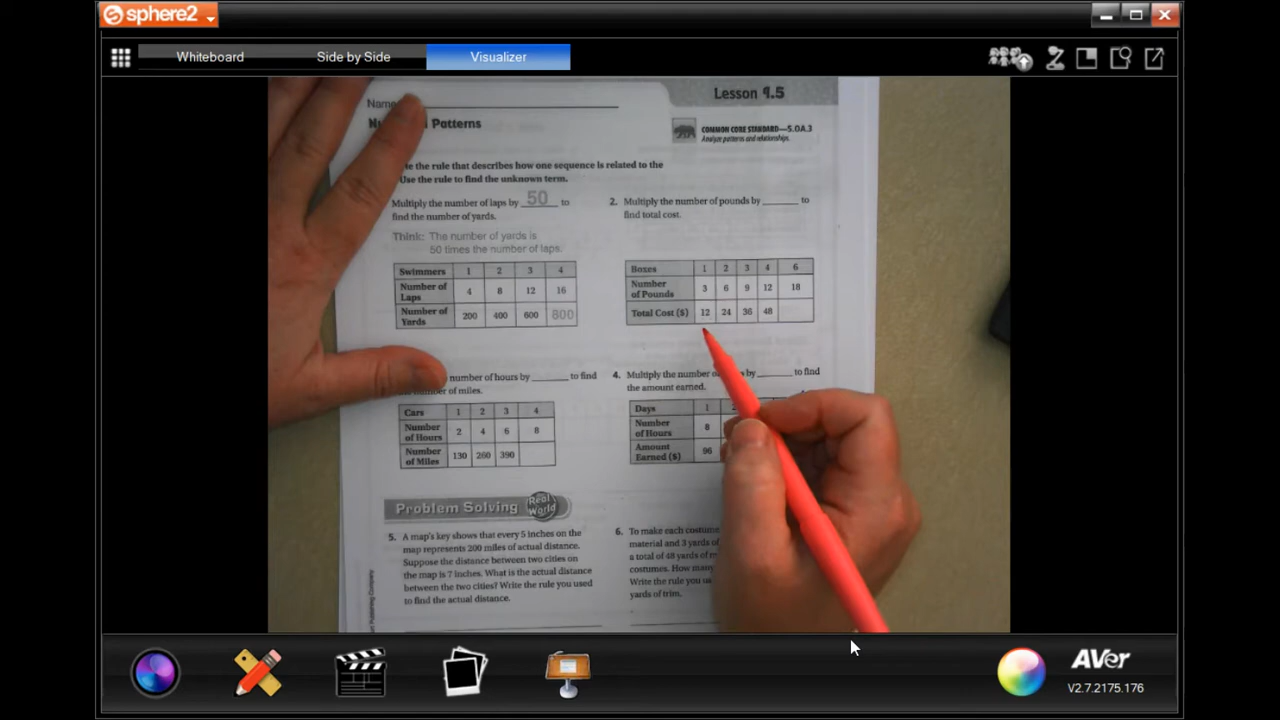 sphere2
Whiteboard Side by Side Visualizer
Lesson 9.5
Name
Patterns
COMMON CORE STANDARD—5.OA.3
Analyze patterns and relationships.
the rule that describes how one sequence is related to the
Use the rule to find the unknown term.
Multiply the number of laps by 50 to
find the number of yards.
Think: The number of yards is
50 times the number of laps.
Swimmers 1 2 3 4
Number of Laps 4 8 12 16
Number of Yards 200 400 600 800
2. Multiply the number of pounds by ______ to
find total cost.
Boxes 1 2 3 4 6
Number of Pounds 3 6 9 12 18
Total Cost ($) 12 24 36 48
number of hours by ______ to find
of miles.
Cars 1 2 3 4
Number of Hours 2 4 6 8
Number of Miles 130 260 390
4. Multiply the number by ______ to find
the amount earned.
Days 1
Number of Hours 8
Amount Earned ($) 96
Problem Solving Real World
5. A map's key shows that every 5 inches on the
map represents 200 miles of actual distance.
Suppose the distance between two cities on
the map is 7 inches. What is the actual distance
between the two cities? Write the rule you used
to find the actual distance.
6. To make each costume
material and 3 yards of
a total of 48 yards of
costumes. How many
Write the rule you
yards of trim.
Publishing Company
AVer
V2.7.2175.176